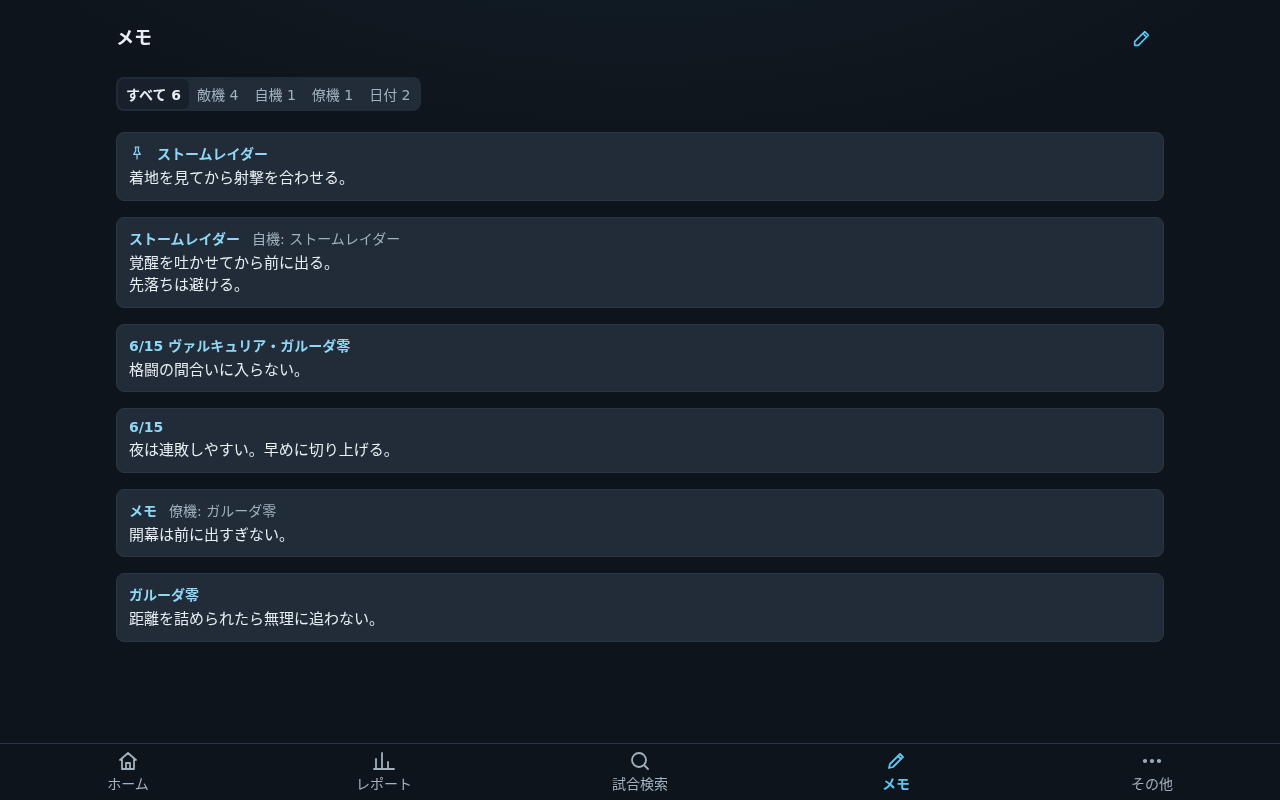 メモ
すべて 6 敵機 4 自機 1 僚機 1 日付 2
ストームレイダー
着地を見てから射撃を合わせる。
ストームレイダー 自機: ストームレイダー
覚醒を吐かせてから前に出る。
先落ちは避ける。
6/15 ヴァルキュリア・ガルーダ零
格闘の間合いに入らない。
6/15
夜は連敗しやすい。早めに切り上げる。
メモ 僚機: ガルーダ零
開幕は前に出すぎない。
ガルーダ零
距離を詰められたら無理に追わない。
ホーム レポート 試合検索 メモ その他